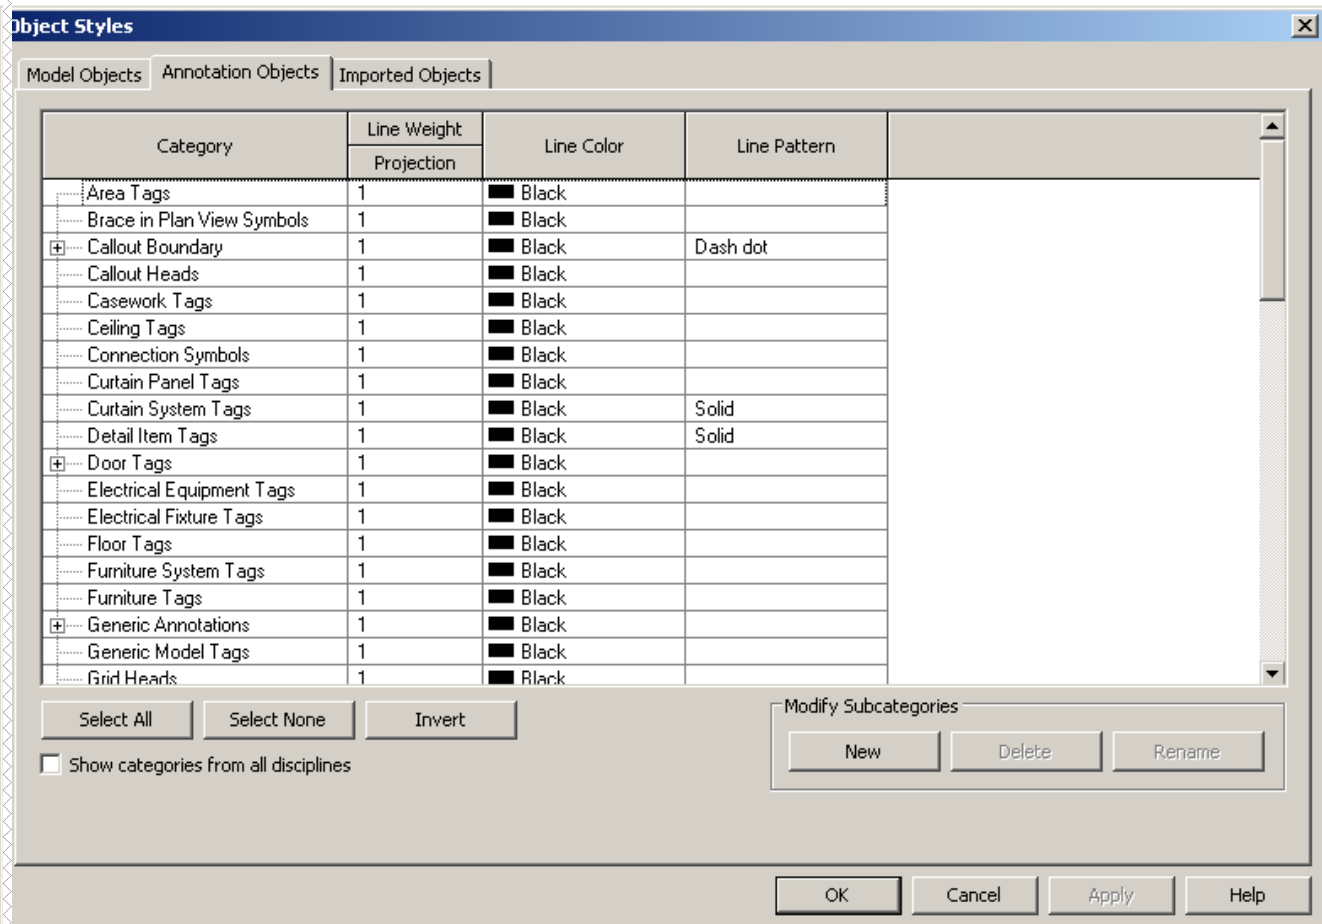 Object Styles
Model Objects Annotation Objects Imported Objects
Category Line Weight Line Color Line Pattern
Projection
Area Tags 1 Black
Brace in Plan View Symbols 1 Black
Callout Boundary 1 Black Dash dot
Callout Heads 1 Black
Casework Tags 1 Black
Ceiling Tags 1 Black
Connection Symbols 1 Black
Curtain Panel Tags 1 Black
Curtain System Tags 1 Black Solid
Detail Item Tags 1 Black Solid
Door Tags 1 Black
Electrical Equipment Tags 1 Black
Electrical Fixture Tags 1 Black
Floor Tags 1 Black
Furniture System Tags 1 Black
Furniture Tags 1 Black
Generic Annotations 1 Black
Generic Model Tags 1 Black
Grid Heads 1 Black
Select All Select None Invert
Modify Subcategories
New Delete Rename
Show categories from all disciplines
OK Cancel Apply Help